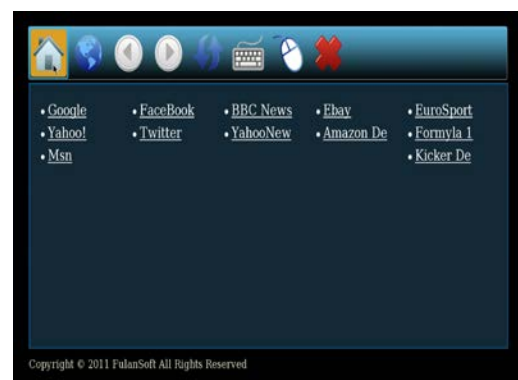 • Google • FaceBook • BBC News • Ebay • EuroSport
• Yahoo! • Twitter • YahooNew • Amazon De • Formyla 1
• Msn • Kicker De
Copyright © 2011 FulanSoft All Rights Reserved